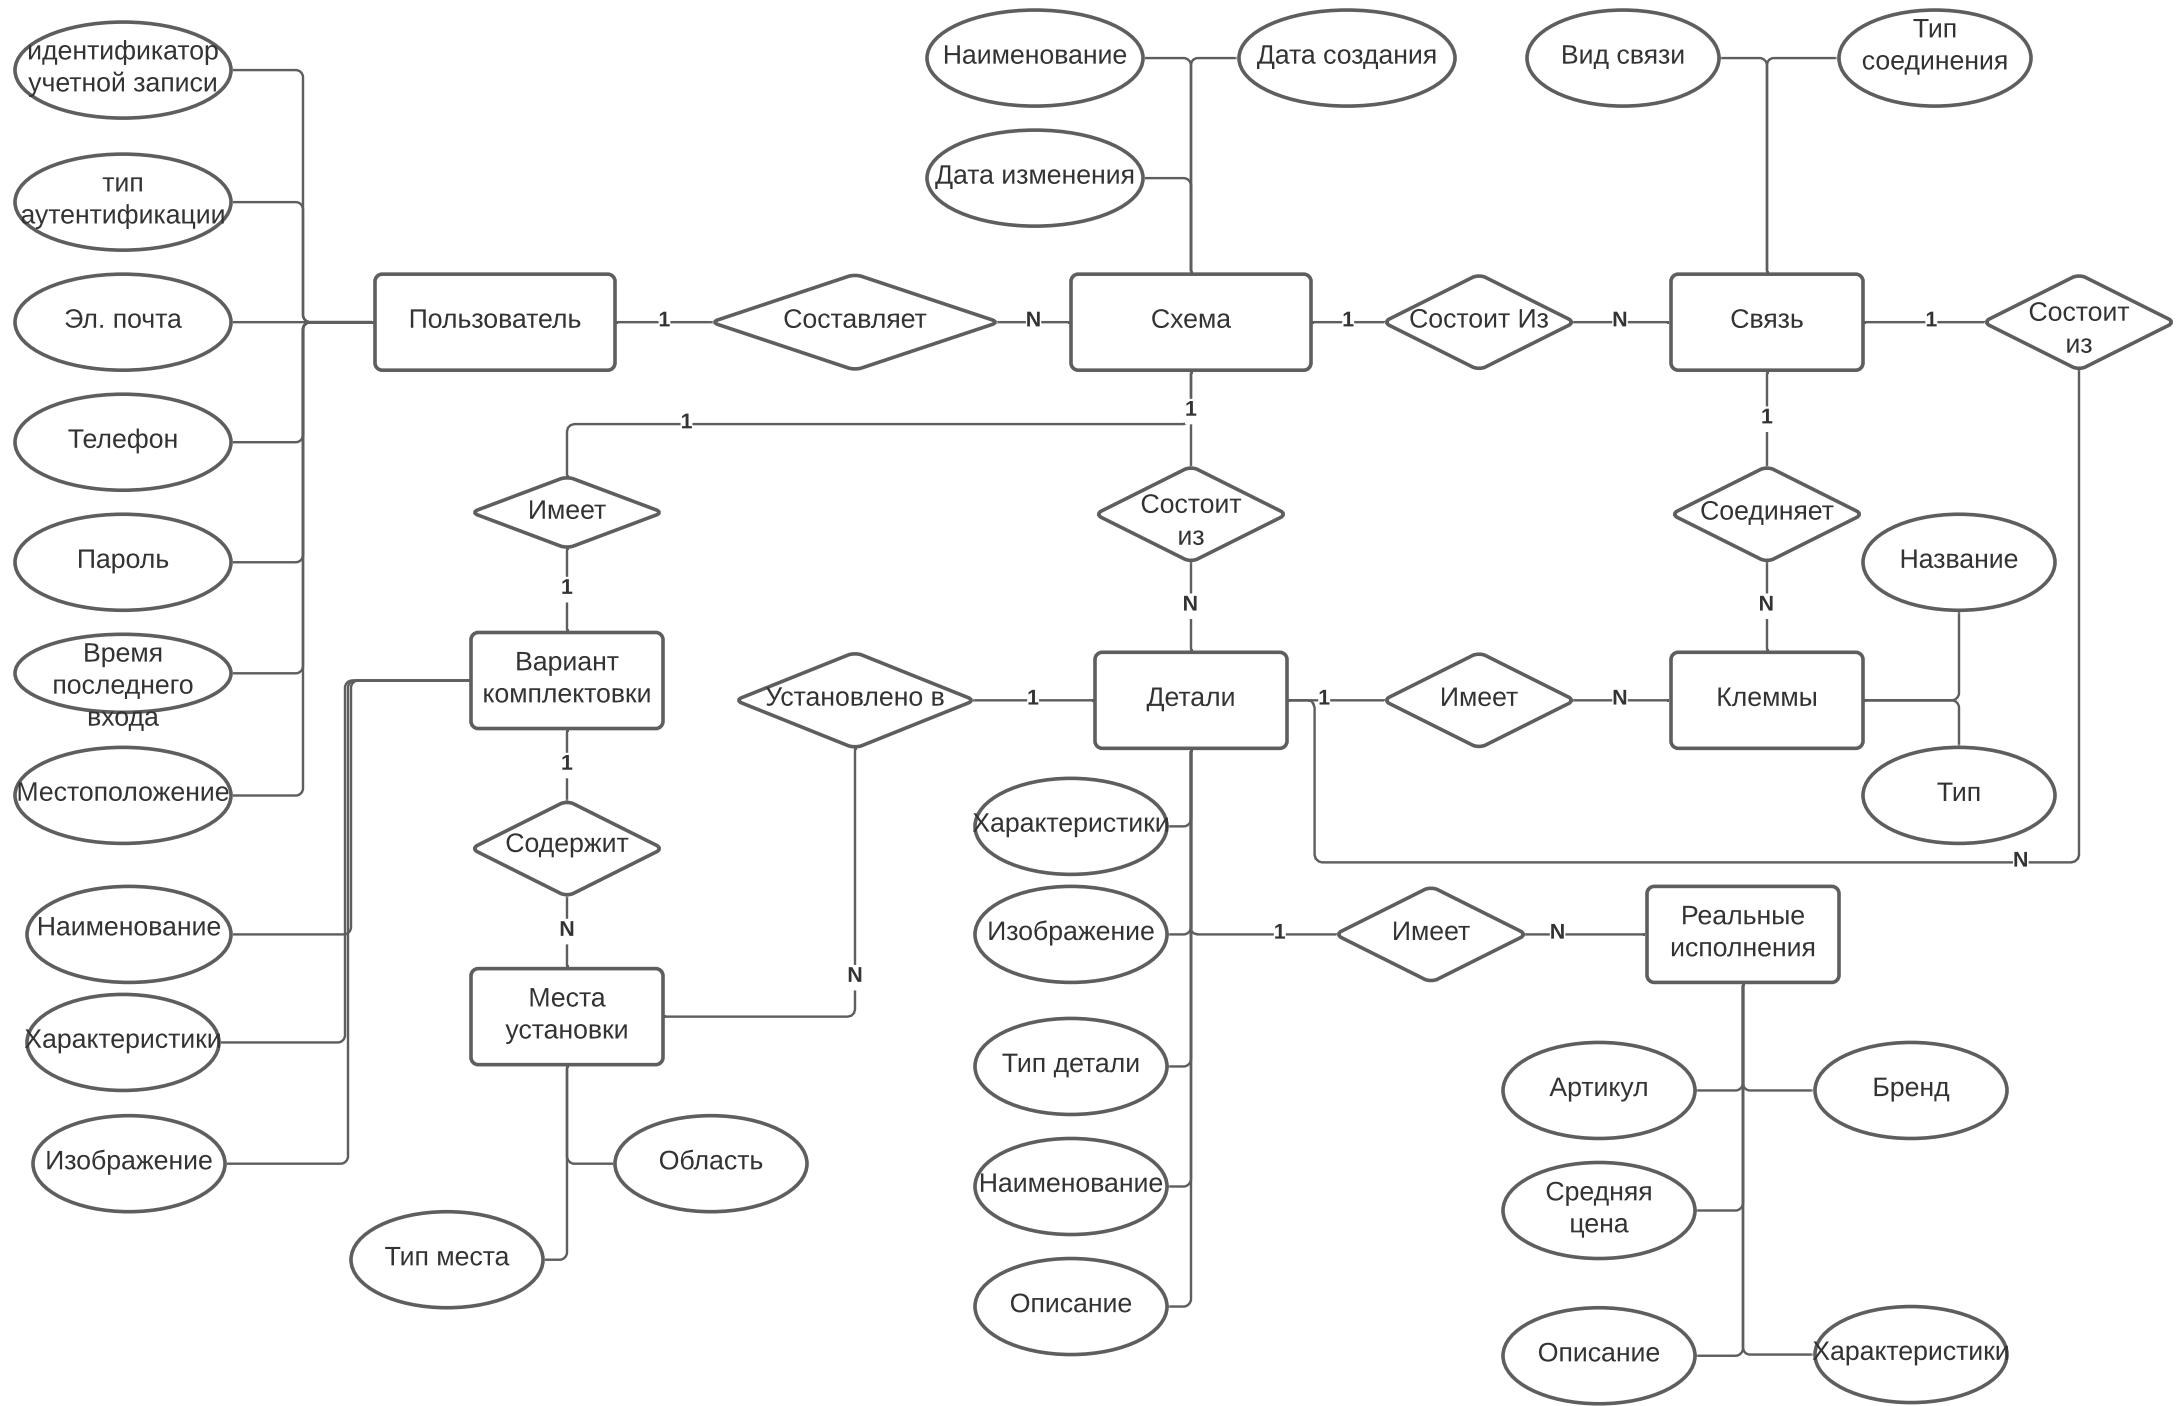 идентификатор
учетной записи
Наименование
Дата создания
Вид связи
Тип
соединения
тип
аутентификации
Дата изменения
Эл. почта
Пользователь
1
Составляет
N
Схема
1
Состоит Из
N
Связь
1
Состоит
из
Телефон
1
1
1
Имеет
Состоит
из
Соединяет
Пароль
Название
1
N
N
Время
последнего
входа
Вариант
комплектовки
Установлено в
1
Детали
1
Имеет
N
Клеммы
Местоположение
1
Тип
Содержит
Характеристики
N
Наименование
N
Изображение
1
Имеет
N
Реальные
исполнения
N
Характеристики
Места
установки
Тип детали
Артикул
Бренд
Изображение
Область
Наименование
Средняя
цена
Тип места
Описание
Описание
Характеристики